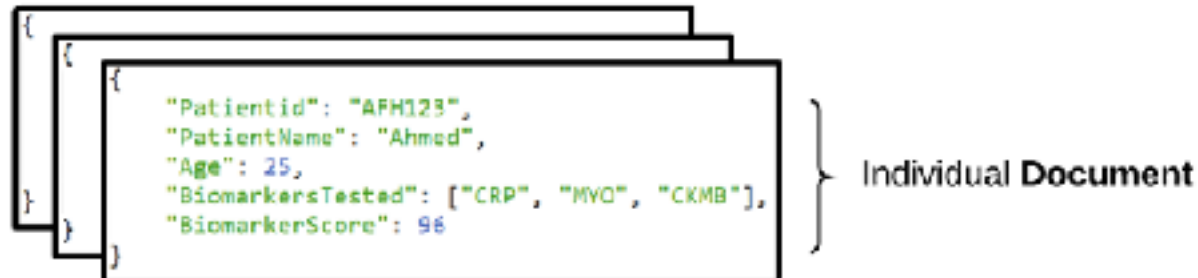 {
{
{
"Patientid": "AFH123",
"PatientName": "Ahmed",
"Age": 25,
"BiomarkersTested": ["CRP", "MYO", "CKMB"],
"BiomarkerScore": 96
}
}
}
Individual Document